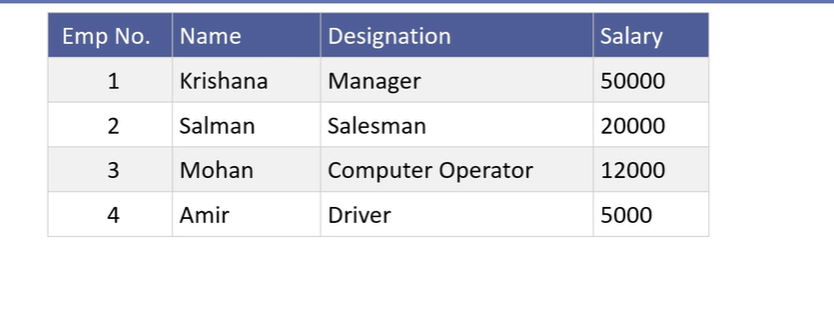 Emp No. Name Designation Salary
1 Krishana Manager 50000
2 Salman Salesman 20000
3 Mohan Computer Operator 12000
4 Amir Driver 5000